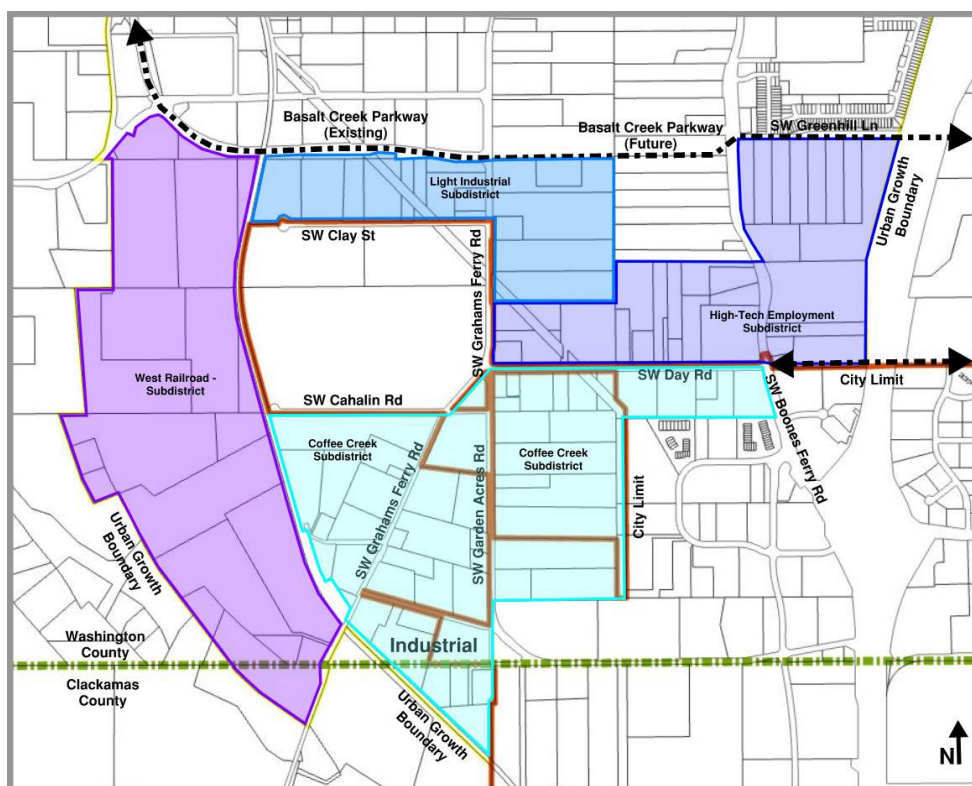 Basalt Creek Parkway
(Existing)
Basalt Creek Parkway
(Future)
SW Greenhill Ln
Urban Growth
Boundary
Light Industrial
Subdistrict
SW Clay St
SW Grahams Ferry Rd
High-Tech Employment
Subdistrict
West Railroad -
Subdistrict
SW Day Rd
City Limit
SW Cahalin Rd
SW Boones Ferry Rd
Coffee Creek
Subdistrict
SW Grahams Ferry Rd
SW Garden Acres Rd
Coffee Creek
Subdistrict
City Limit
Urban Growth
Boundary
Washington
County
Industrial
Clackamas
County
Urban Growth
Boundary
N